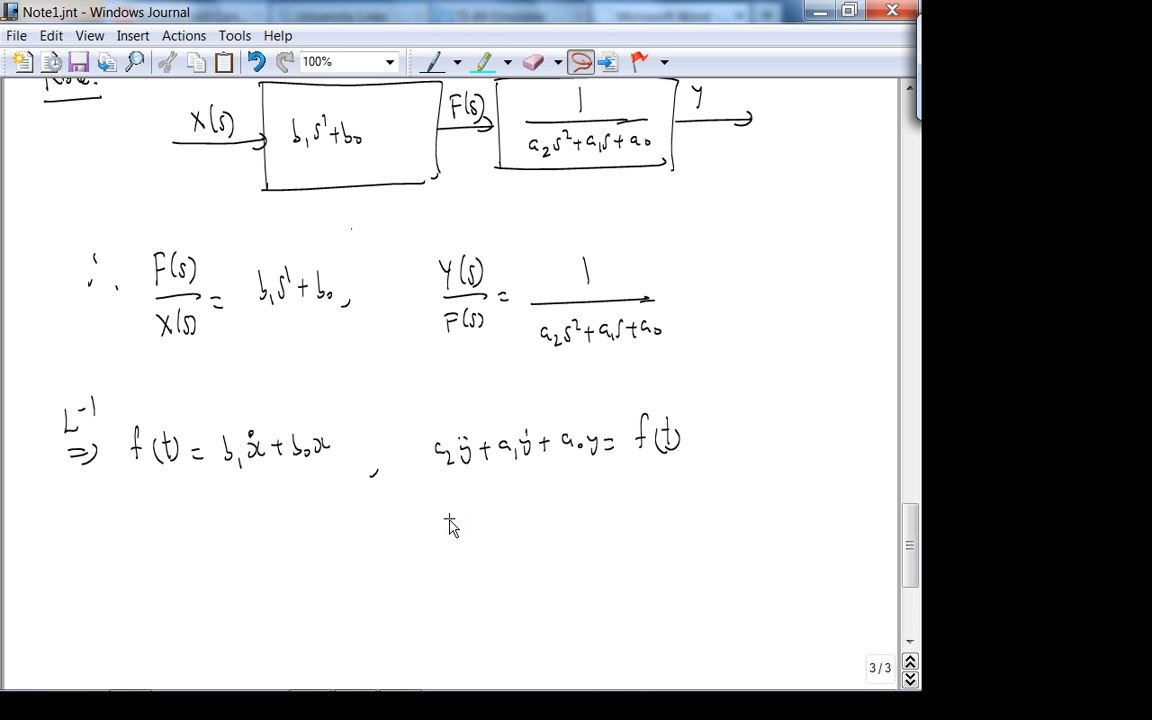 Note1.jnt - Windows Journal
File Edit View Insert Actions Tools Help
100%
Note:
X(s) b₁s¹+b₀ F(s) 1 Y
a₂s²+a₁s+a₀
∴ F(s)/X(s) = b₁s¹+b₀, Y(s)/F(s) = 1/(a₂s²+a₁s+a₀)
L⁻¹
⇒ f(t) = b₁ẋ + b₀x , a₂ÿ + a₁ẏ + a₀y = f(t)
3 / 3